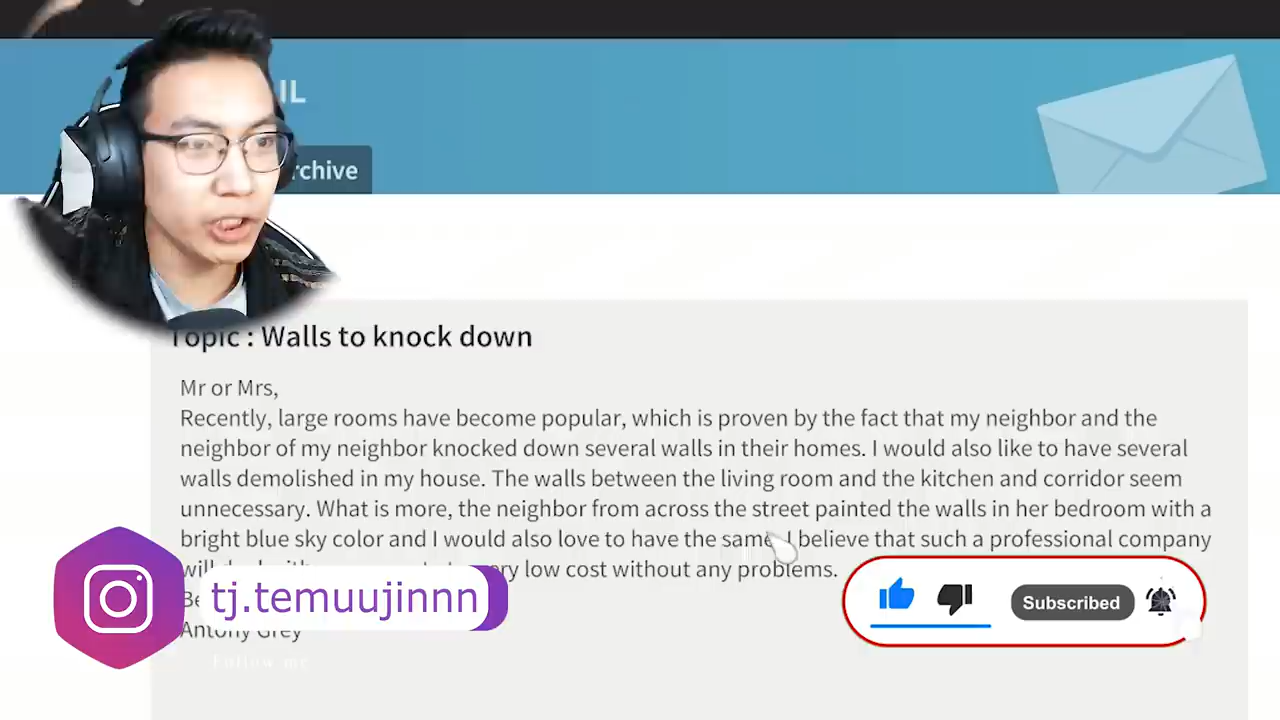 IL
rchive
Topic : Walls to knock down
Mr or Mrs,
Recently, large rooms have become popular, which is proven by the fact that my neighbor and the
neighbor of my neighbor knocked down several walls in their homes. I would also like to have several
walls demolished in my house. The walls between the living room and the kitchen and corridor seem
unnecessary. What is more, the neighbor from across the street painted the walls in her bedroom with a
bright blue sky color and I would also love to have the same. I believe that such a professional company
will low cost without any problems.
Antony Grey
tj.temuujinnn
Follow me
Subscribed